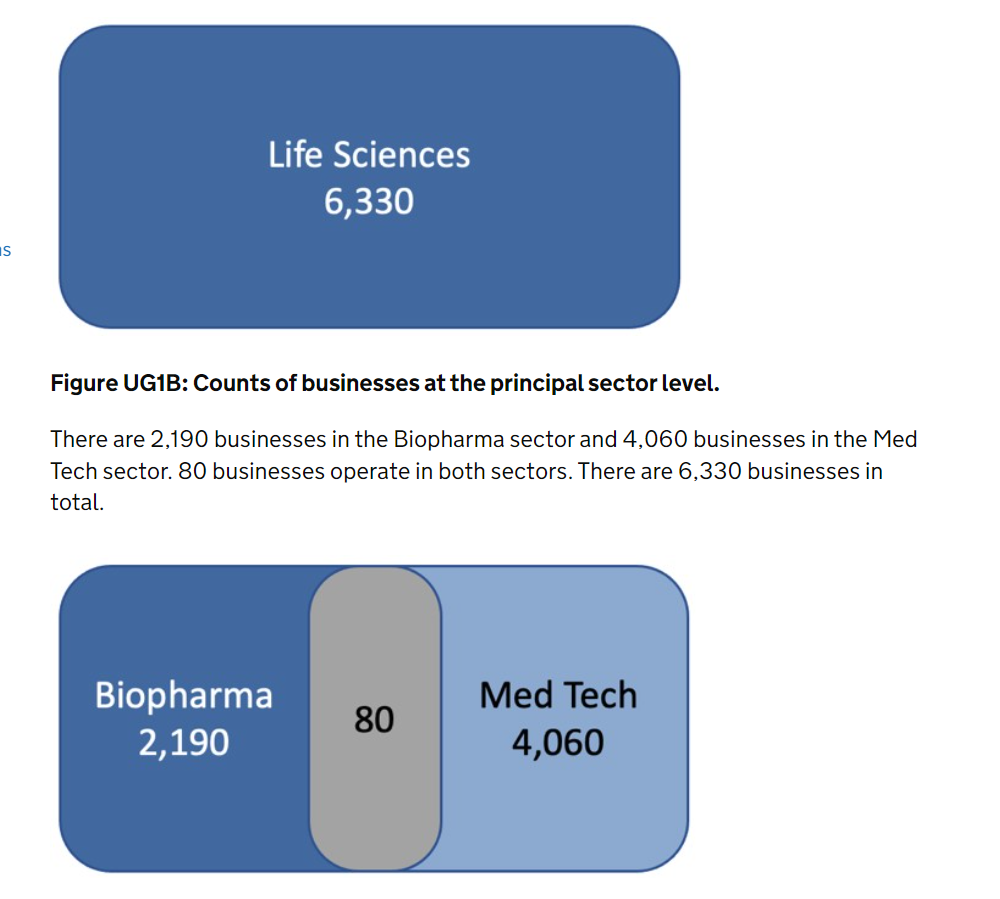 Life Sciences
6,330
Figure UG1B: Counts of businesses at the principal sector level.
There are 2,190 businesses in the Biopharma sector and 4,060 businesses in the Med
Tech sector. 80 businesses operate in both sectors. There are 6,330 businesses in
total.
Biopharma
2,190
80
Med Tech
4,060